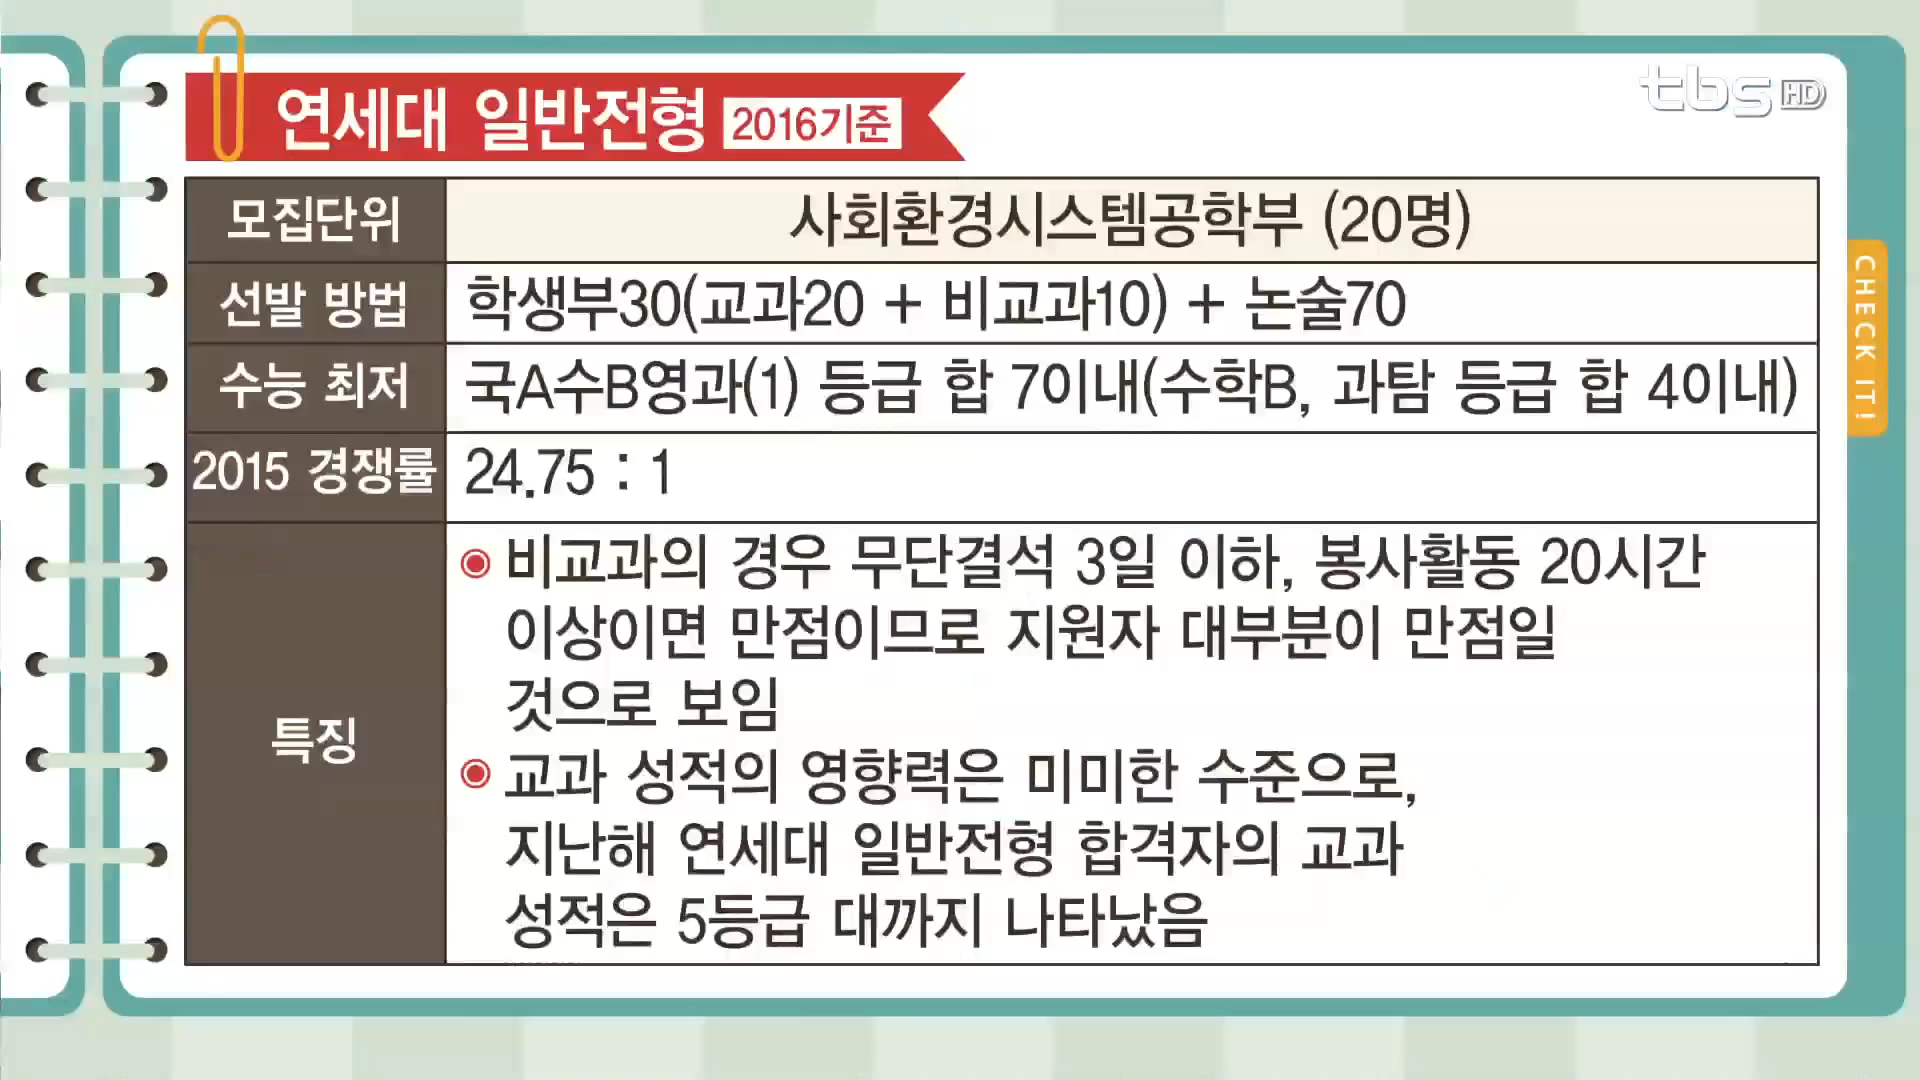 연세대 일반전형 2016기준
tbs HD
모집단위 사회환경시스템공학부 (20명)
선발 방법 학생부30(교과20 + 비교과10) + 논술70
수능 최저 국A수B영과(1) 등급 합 7이내(수학B, 과탐 등급 합 4이내)
2015 경쟁률 24.75 : 1
특징
비교과의 경우 무단결석 3일 이하, 봉사활동 20시간
이상이면 만점이므로 지원자 대부분이 만점일
것으로 보임
교과 성적의 영향력은 미미한 수준으로,
지난해 연세대 일반전형 합격자의 교과
성적은 5등급 대까지 나타났음
CHECK IT!